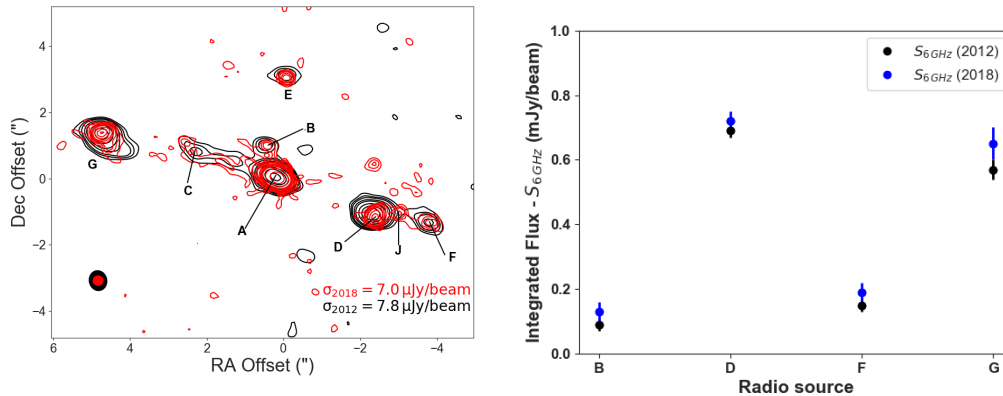 4
2
0
−2
−4
6
4
2
0
−2
−4
Dec Offset (")
RA Offset (")
E
B
G
C
A
D
J
F
σ2018 = 7.0 µJy/beam
σ2012 = 7.8 µJy/beam
1.0
0.8
0.6
0.4
0.2
0.0
B
D
F
G
Integrated Flux - S6GHz (mJy/beam)
Radio source
S6GHz (2012)
S6GHz (2018)